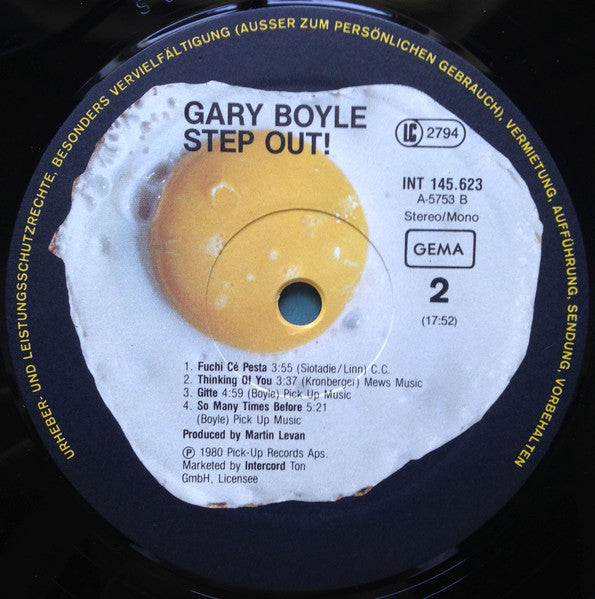 URHEBER- UND LEISTUNGSSCHUTZRECHTE, BESONDERS VERVIELFÄLTIGUNG (AUSSER ZUM PERSÖNLICHEN GEBRAUCH), VERMIETUNG, AUFFÜHRUNG, SENDUNG, VORBEHALTEN
GARY BOYLE
STEP OUT!
LC 2794
INT 145.623
A-5753 B
Stereo/Mono
GEMA
2
(17:52)
1. Fuchi Cé Pesta 3:55 (Siotadie/Linn) C.C.
2. Thinking Of You 3:37 (Kronberger) Mews Music
3. Gitte 4:59 (Boyle) Pick Up Music
4. So Many Times Before 5:21
(Boyle) Pick Up Music
Produced by Martin Levan
Ⓟ 1980 Pick-Up Records Aps.
Marketed by Intercord Ton
GmbH, Licensee